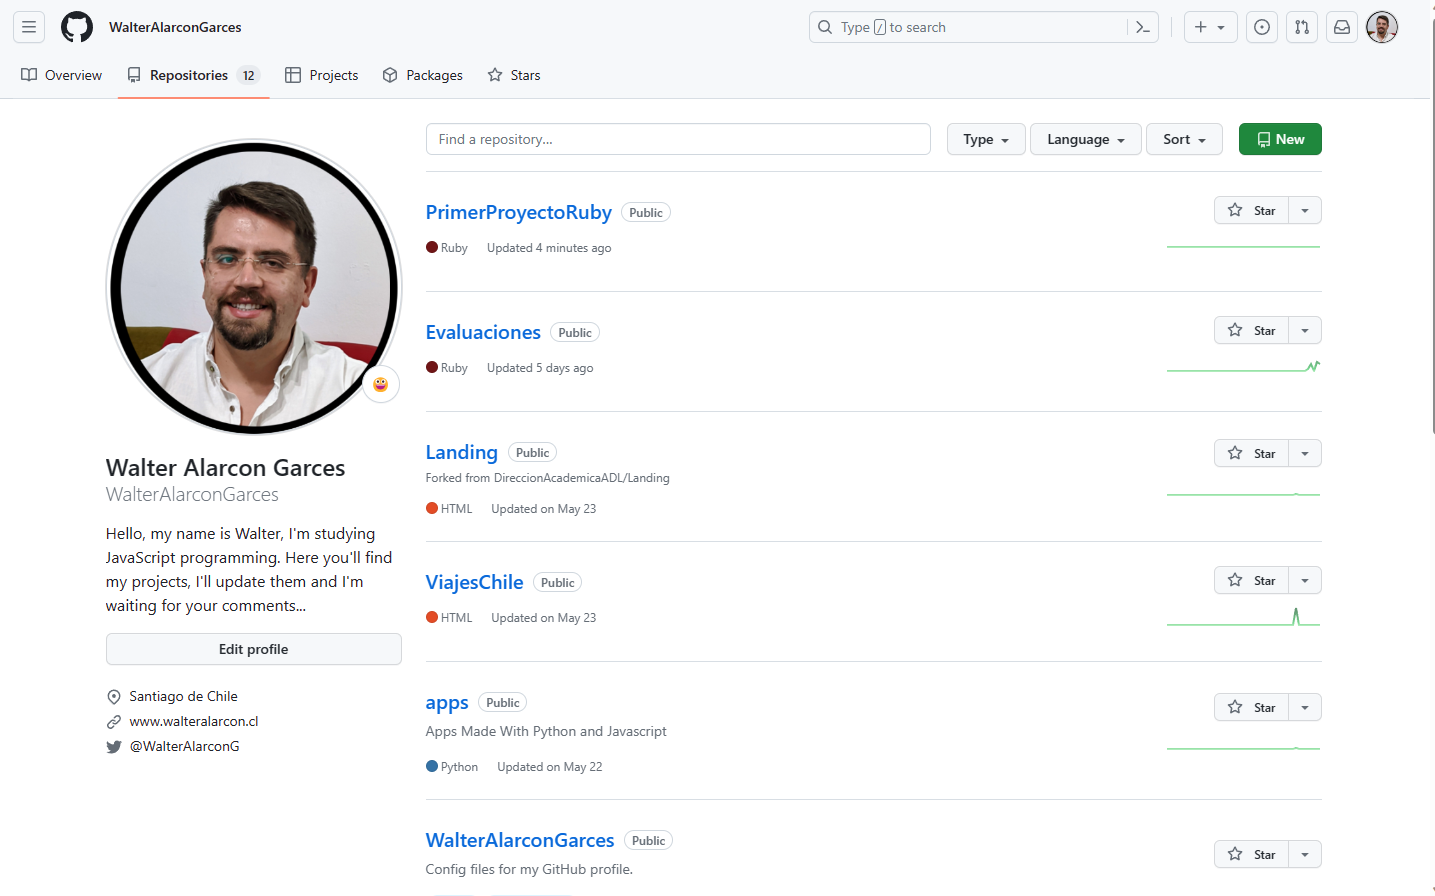 WalterAlarconGarces
Type / to search
Overview
Repositories 12
Projects
Packages
Stars
Find a repository...
Type
Language
Sort
New
PrimerProyectoRuby Public
Star
Ruby Updated 4 minutes ago
Evaluaciones Public
Star
Ruby Updated 5 days ago
Landing Public
Star
Forked from DireccionAcademicaADL/Landing
HTML Updated on May 23
ViajesChile Public
Star
HTML Updated on May 23
apps Public
Star
Apps Made With Python and Javascript
Python Updated on May 22
WalterAlarconGarces Public
Star
Config files for my GitHub profile.
Walter Alarcon Garces
WalterAlarconGarces
Hello, my name is Walter, I'm studying
JavaScript programming. Here you'll find
my projects, I'll update them and I'm
waiting for your comments...
Edit profile
Santiago de Chile
www.walteralarcon.cl
@WalterAlarconG